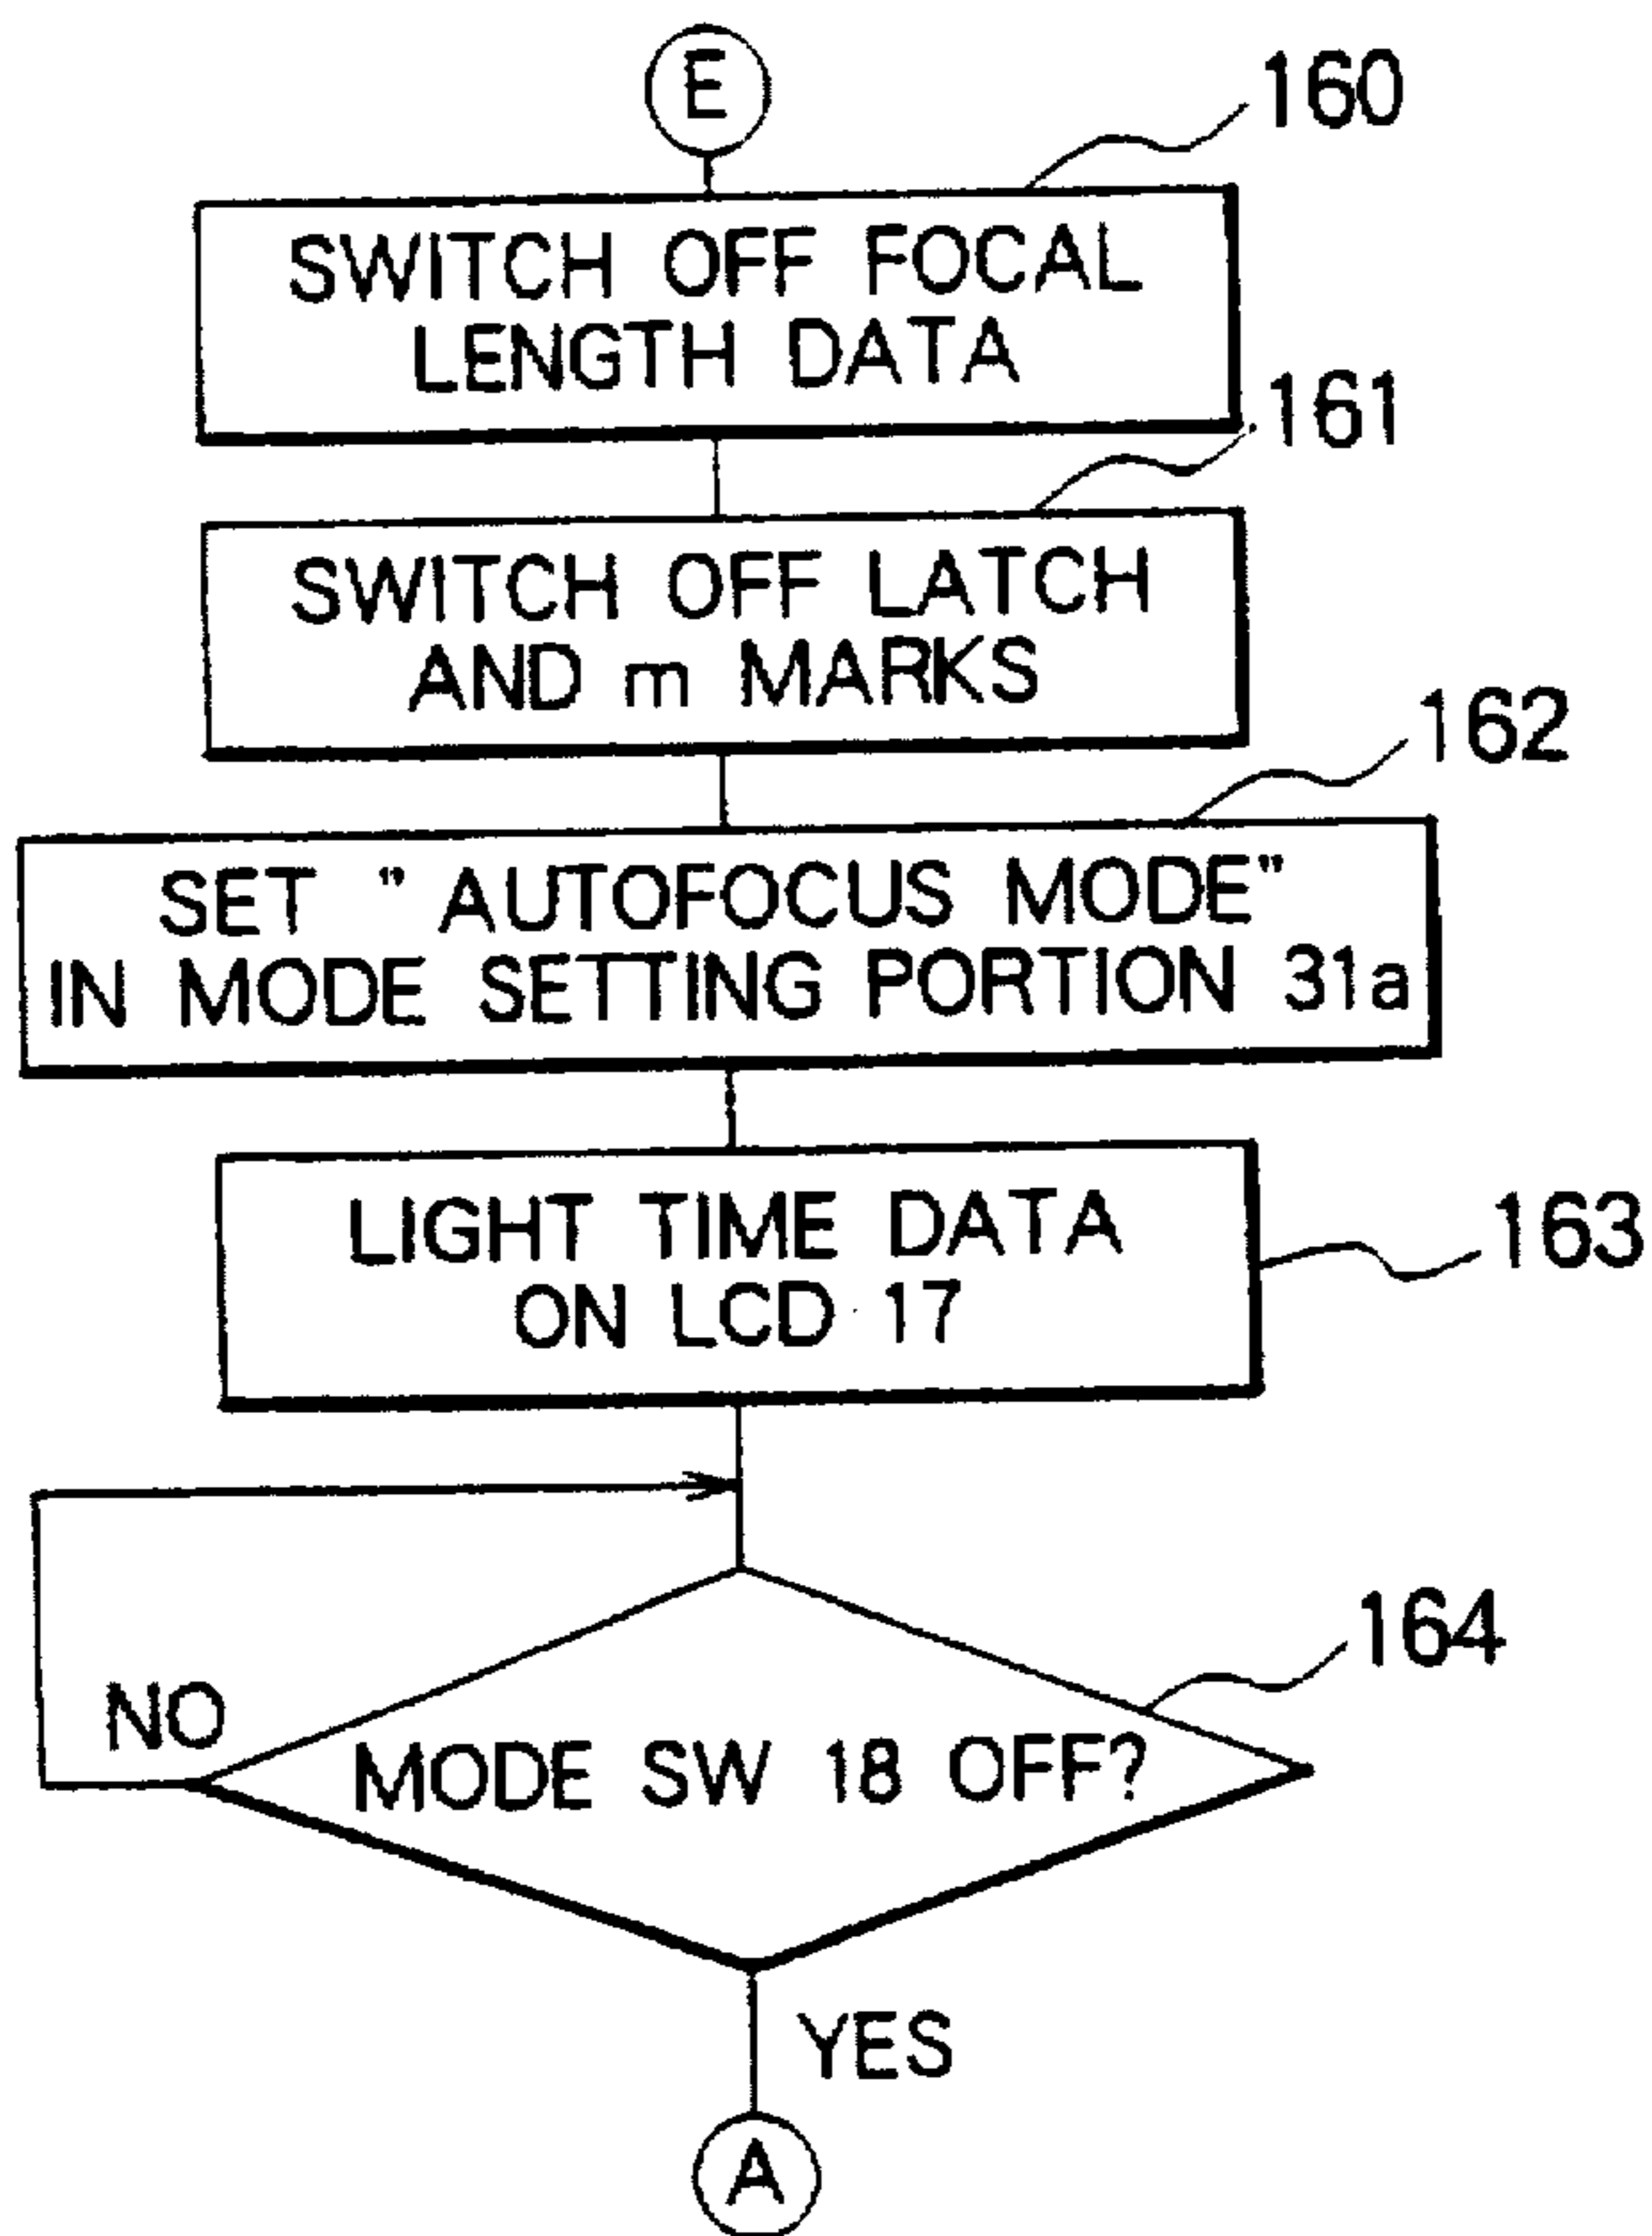 E
160
SWITCH OFF FOCAL
LENGTH DATA
161
SWITCH OFF LATCH
AND m MARKS
162
SET " AUTOFOCUS MODE"
IN MODE SETTING PORTION 31a
LIGHT TIME DATA
ON LCD 17
163
164
NO
MODE SW 18 OFF?
YES
A